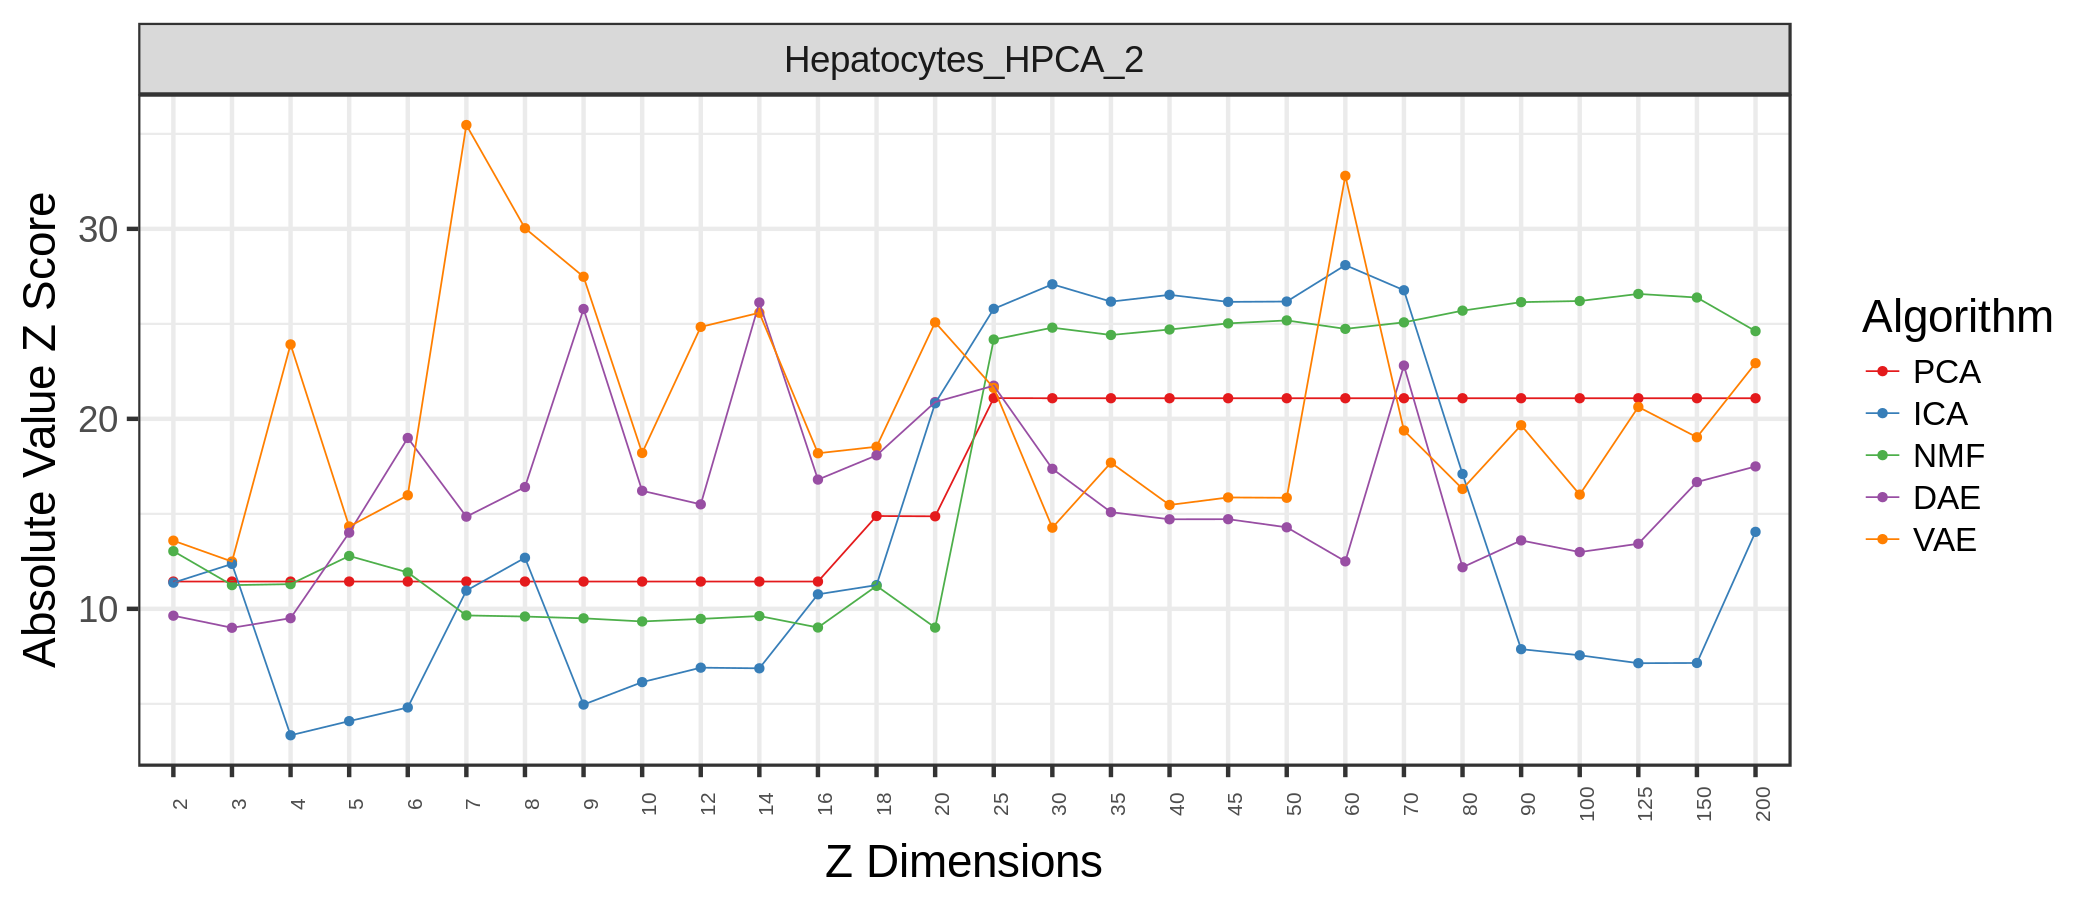 Hepatocytes_HPCA_2
Absolute Value Z Score
30
20
10
2 3 4 5 6 7 8 9 10 12 14 16 18 20 25 30 35 40 45 50 60 70 80 90 100 125 150 200
Z Dimensions
Algorithm
PCA
ICA
NMF
DAE
VAE